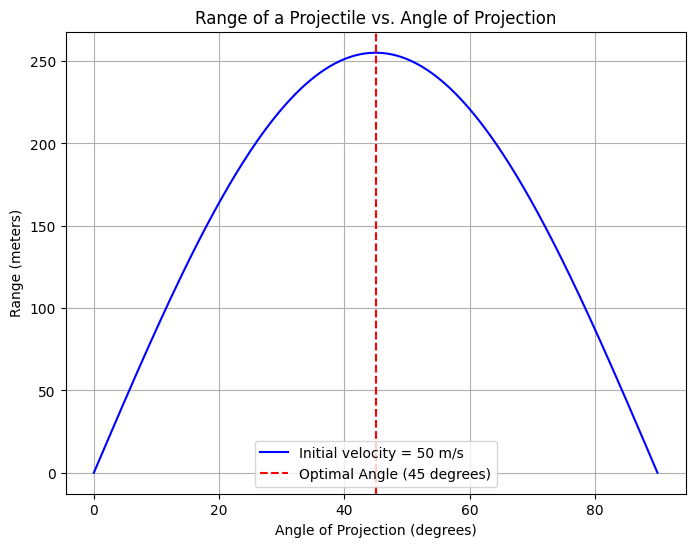 Range of a Projectile vs. Angle of Projection
Range (meters)
250
200
150
100
50
0
0 20 40 60 80
Initial velocity = 50 m/s
Optimal Angle (45 degrees)
Angle of Projection (degrees)